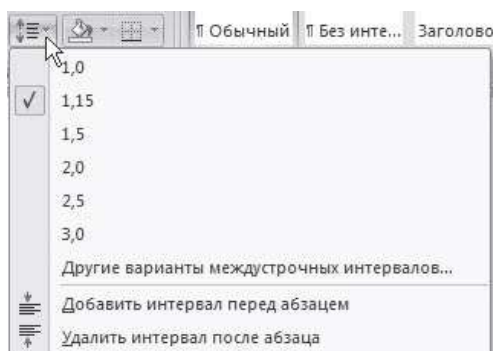 ¶ Обычный ¶ Без инте... Заголово
1,0
1,15
1,5
2,0
2,5
3,0
Другие варианты междустрочных интервалов...
Добавить интервал перед абзацем
Удалить интервал после абзаца